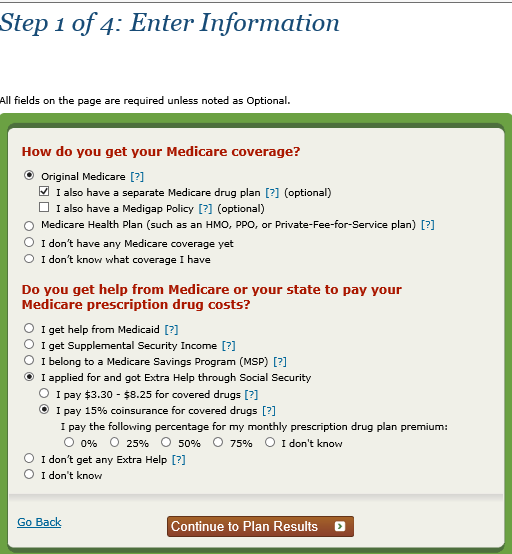 Step 1 of 4: Enter Information
All fields on the page are required unless noted as Optional.
How do you get your Medicare coverage?
Original Medicare [?]
I also have a separate Medicare drug plan [?] (optional)
I also have a Medigap Policy [?] (optional)
Medicare Health Plan (such as an HMO, PPO, or Private-Fee-for-Service plan) [?]
I don't have any Medicare coverage yet
I don't know what coverage I have
Do you get help from Medicare or your state to pay your
Medicare prescription drug costs?
I get help from Medicaid [?]
I get Supplemental Security Income [?]
I belong to a Medicare Savings Program (MSP) [?]
I applied for and got Extra Help through Social Security
I pay $3.30 - $8.25 for covered drugs [?]
I pay 15% coinsurance for covered drugs [?]
I pay the following percentage for my monthly prescription drug plan premium:
0% 25% 50% 75% I don't know
I don't get any Extra Help [?]
I don't know
Go Back
Continue to Plan Results